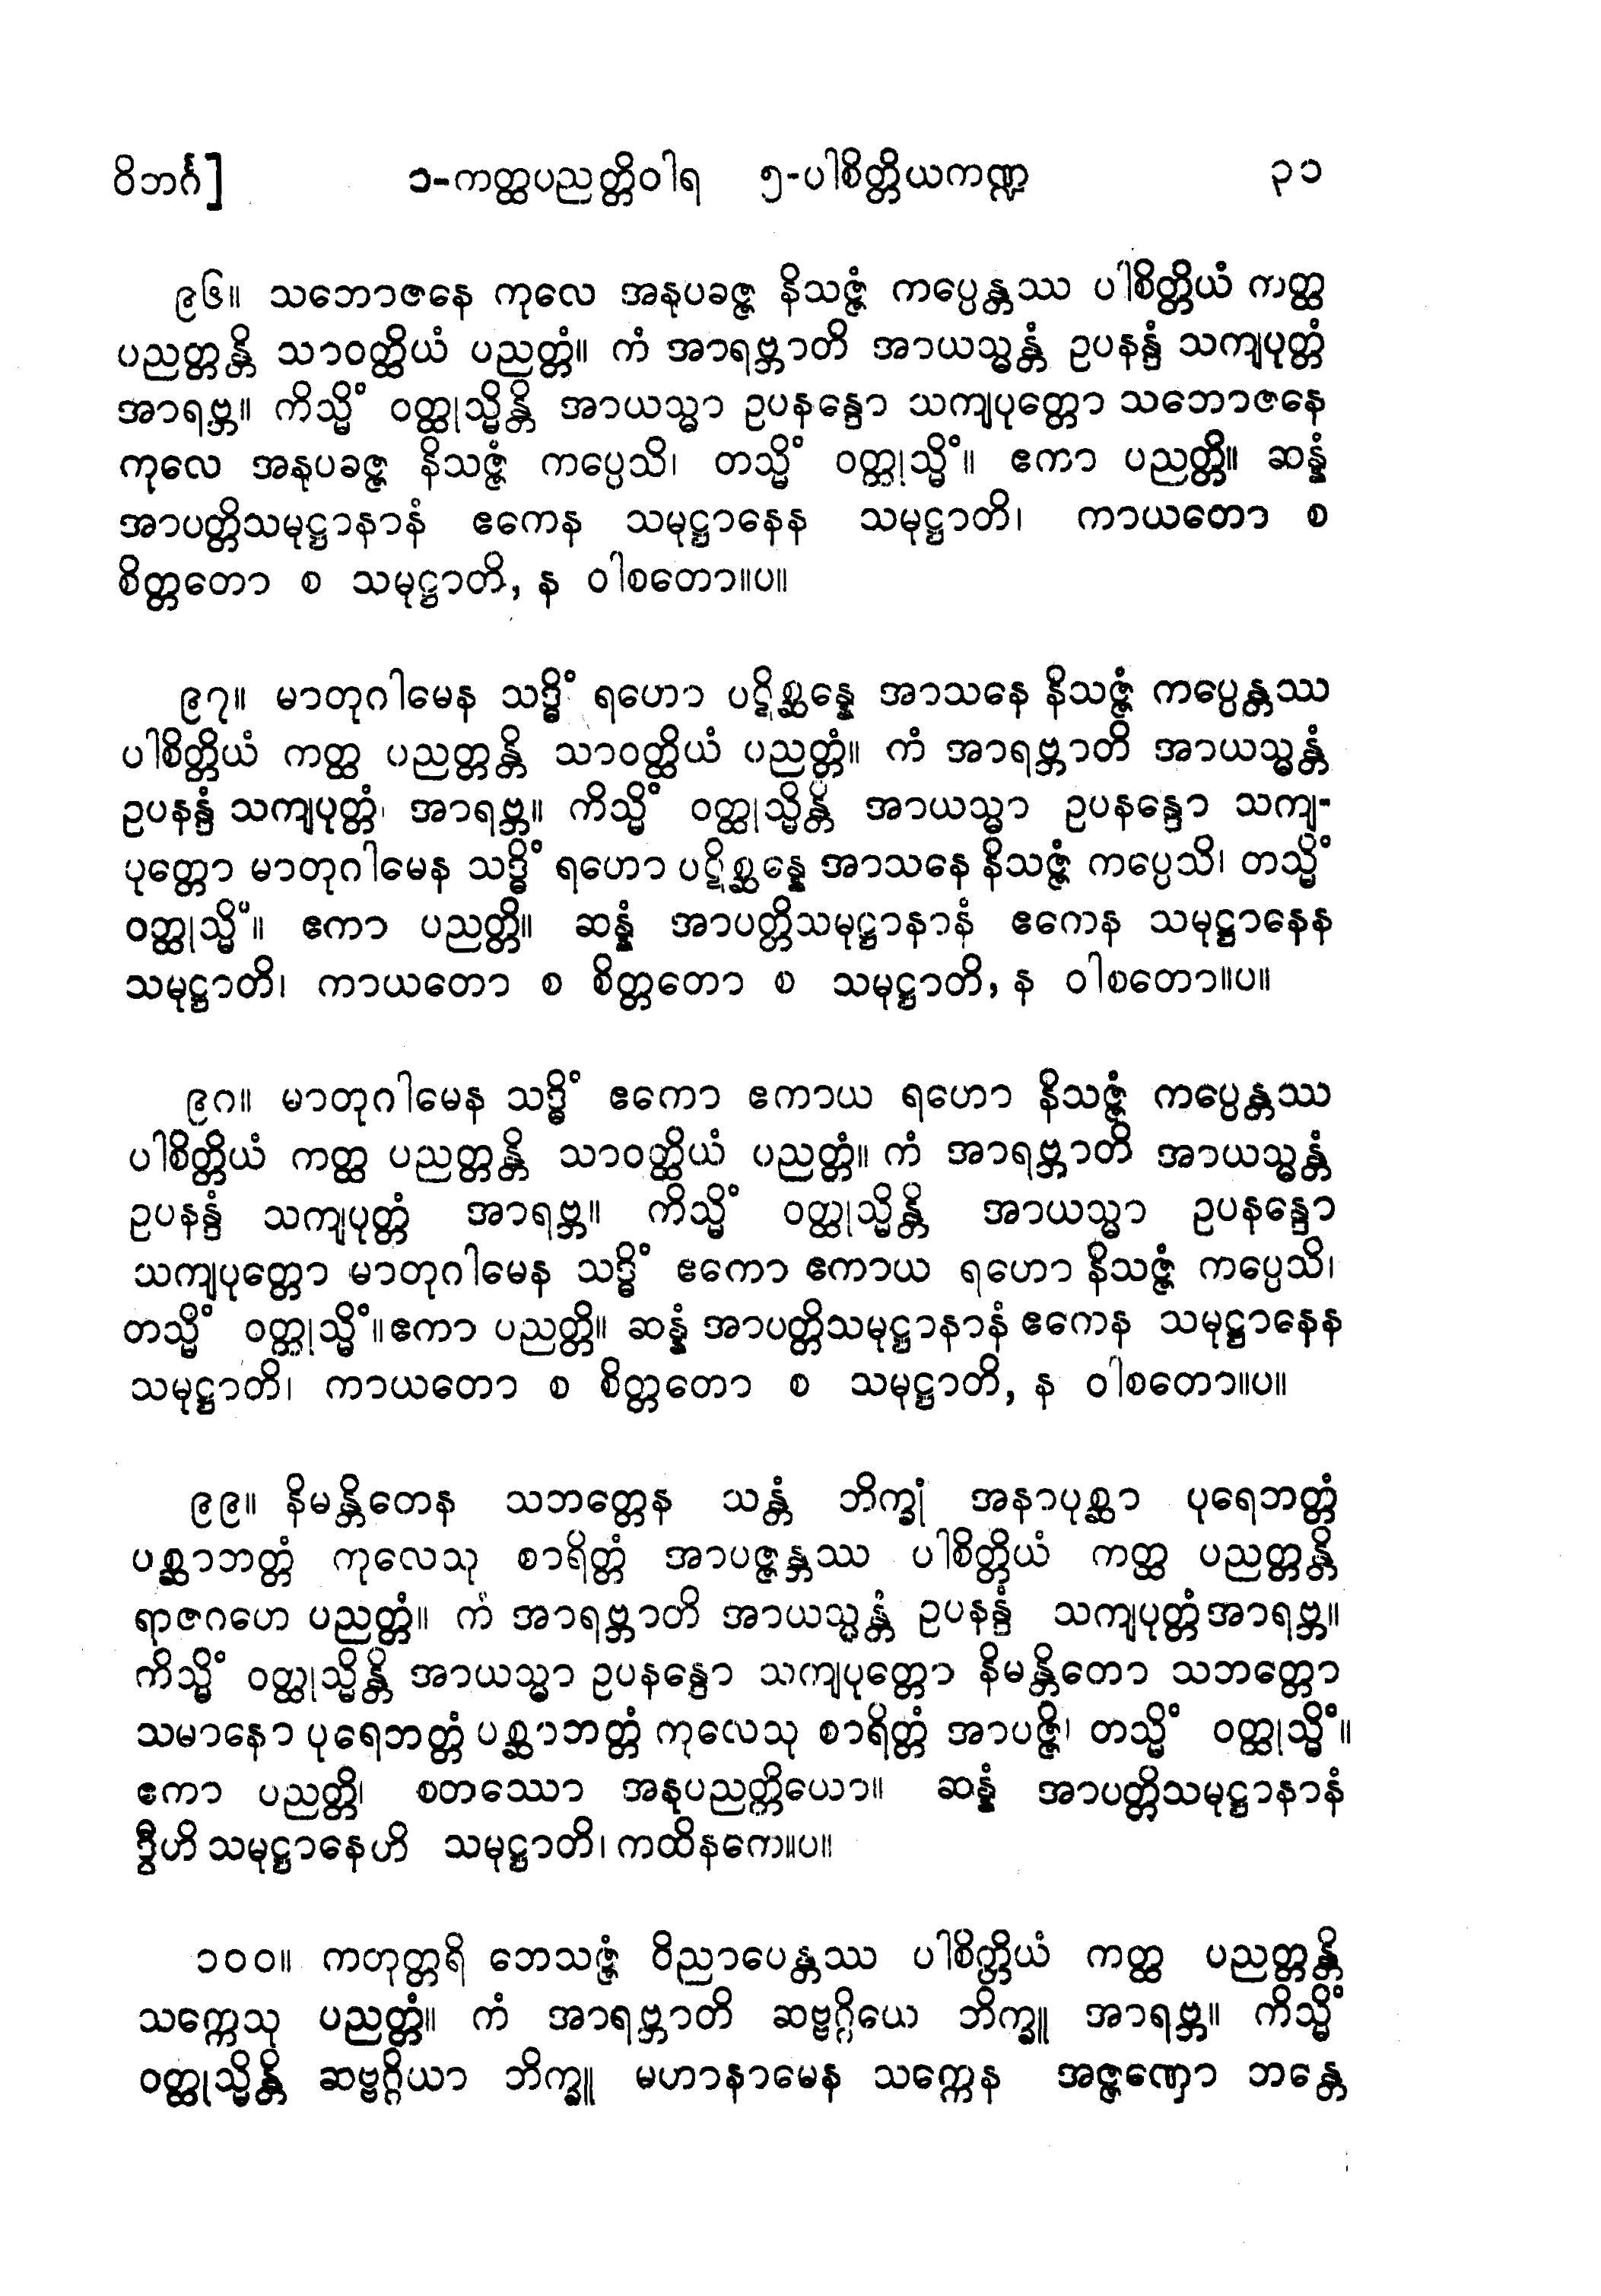 ဝိဘင်္ဂ] ၁-ကတ္ထပညတ္တိဝါရ ၅-ပါစိတ္တိယကဏ္ဍ ၃၁
၉၆။ သဘောဇနေ ကုလေ အနုပခဇ္ဇ နိသဇ္ဇံ ကပ္ပေန္တဿ ပါစိတ္တိယံ ကတ္ထ
ပညတ္တန္တိ သာဝတ္ထိယံ ပညတ္တံ။ ကံ အာရဗ္ဘာတိ အာယသ္မန္တံ ဥပနန္ဒံ သကျပုတ္တံ
အာရဗ္ဘ။ ကိသ္မိံ ဝတ္ထုသ္မိန္တိ အာယသ္မာ ဥပနန္ဒော သကျပုတ္တော သဘောဇနေ
ကုလေ အနုပခဇ္ဇ နိသဇ္ဇံ ကပ္ပေသိ၊ တသ္မိံ ဝတ္ထုသ္မိံ။ ဧကာ ပညတ္တိ။ ဆန္နံ
အာပတ္တိသမုဋ္ဌာနာနံ ဧကေန သမုဋ္ဌာနေန သမုဋ္ဌာတိ၊ ကာယတော စ
စိတ္တတော စ သမုဋ္ဌာတိ, န ဝါစတော။ပ။
၉၇။ မာတုဂါမေန သဒ္ဓိံ ရဟော ပဋိစ္ဆန္နေ အာသနေ နိသဇ္ဇံ ကပ္ပေန္တဿ
ပါစိတ္တိယံ ကတ္ထ ပညတ္တန္တိ သာဝတ္ထိယံ ပညတ္တံ။ ကံ အာရဗ္ဘာတိ အာယသ္မန္တံ
ဥပနန္ဒံ သကျပုတ္တံ၊ အာရဗ္ဘ။ ကိသ္မိံ ဝတ္ထုသ္မိန္တိ အာယသ္မာ ဥပနန္ဒော သကျ-
ပုတ္တော မာတုဂါမေန သဒ္ဓိံ ရဟော ပဋိစ္ဆန္နေ အာသနေ နိသဇ္ဇံ ကပ္ပေသိ၊ တသ္မိံ
ဝတ္ထုသ္မိံ။ ဧကာ ပညတ္တိ။ ဆန္နံ အာပတ္တိသမုဋ္ဌာနာနံ ဧကေန သမုဋ္ဌာနေန
သမုဋ္ဌာတိ၊ ကာယတော စ စိတ္တတော စ သမုဋ္ဌာတိ, န ဝါစတော။ပ။
၉၈။ မာတုဂါမေန သဒ္ဓိံ ဧကော ဧကာယ ရဟော နိသဇ္ဇံ ကပ္ပေန္တဿ
ပါစိတ္တိယံ ကတ္ထ ပညတ္တန္တိ သာဝတ္ထိယံ ပညတ္တံ။ ကံ အာရဗ္ဘာတိ အာယသ္မန္တံ
ဥပနန္ဒံ သကျပုတ္တံ အာရဗ္ဘ။ ကိသ္မိံ ဝတ္ထုသ္မိန္တိ အာယသ္မာ ဥပနန္ဒော
သကျပုတ္တော မာတုဂါမေန သဒ္ဓိံ ဧကော ဧကာယ ရဟော နိသဇ္ဇံ ကပ္ပေသိ၊
တသ္မိံ ဝတ္ထုသ္မိံ။ ဧကာ ပညတ္တိ။ ဆန္နံ အာပတ္တိသမုဋ္ဌာနာနံ ဧကေန သမုဋ္ဌာနေန
သမုဋ္ဌာတိ၊ ကာယတော စ စိတ္တတော စ သမုဋ္ဌာတိ, န ဝါစတော။ပ။
၉၉။ နိမန္တိတေန သဘတ္တေန သန္တံ ဘိက္ခုံ အနာပုစ္ဆာ ပုရေဘတ္တံ
ပစ္ဆာဘတ္တံ ကုလေသု စာရိတ္တံ အာပဇ္ဇန္တဿ ပါစိတ္တိယံ ကတ္ထ ပညတ္တန္တိ
ရာဇဂဟေ ပညတ္တံ။ ကံ အာရဗ္ဘာတိ အာယသ္မန္တံ ဥပနန္ဒံ သကျပုတ္တံ အာရဗ္ဘ။
ကိသ္မိံ ဝတ္ထုသ္မိန္တိ အာယသ္မာ ဥပနန္ဒော သကျပုတ္တော နိမန္တိတော သဘတ္တော
သမာနော ပုရေဘတ္တံ ပစ္ဆာဘတ္တံ ကုလေသု စာရိတ္တံ အာပဇ္ဇိ၊ တသ္မိံ ဝတ္ထုသ္မိံ။
ဧကာ ပညတ္တိ၊ စတဿော အနုပညတ္တိယော။ ဆန္နံ အာပတ္တိသမုဋ္ဌာနာနံ
ဒွီဟိ သမုဋ္ဌာနေဟိ သမုဋ္ဌာတိ၊ ကထိနကေ။ပ။
၁၀၀။ ကတုတ္တရိ ဘေသဇ္ဇံ ဝိညာပေန္တဿ ပါစိတ္တိယံ ကတ္ထ ပညတ္တန္တိ
သက္ကေသု ပညတ္တံ။ ကံ အာရဗ္ဘာတိ ဆဗ္ဗဂ္ဂိယေ ဘိက္ခူ အာရဗ္ဘ။ ကိသ္မိံ
ဝတ္ထုသ္မိန္တိ ဆဗ္ဗဂ္ဂိယာ ဘိက္ခူ မဟာနာမေန သက္ကေန အဇ္ဇဏှော ဘန္တေ